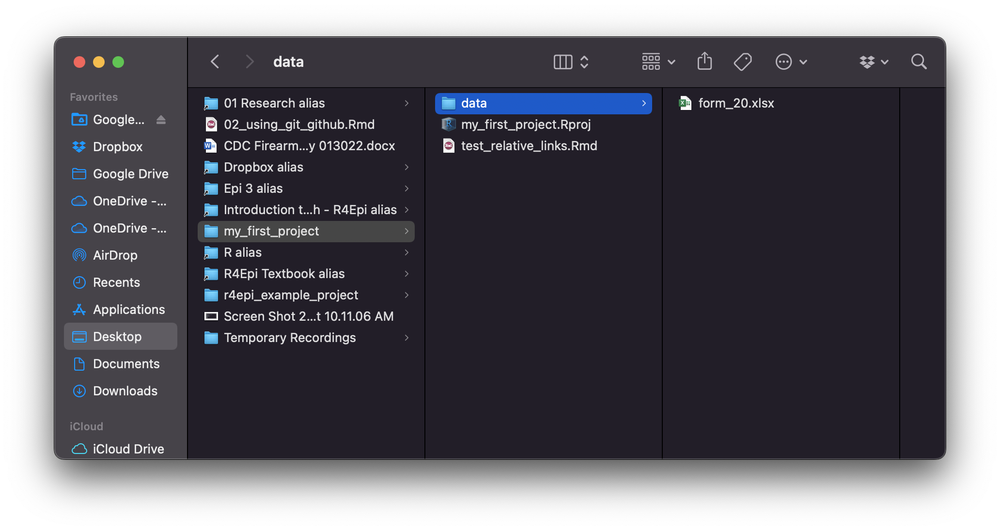 data
Favorites
Google...
Dropbox
Google Drive
OneDrive -...
OneDrive -...
AirDrop
Recents
Applications
Desktop
Documents
Downloads
iCloud
iCloud Drive
01 Research alias
02_using_git_github.Rmd
CDC Firearm...y 013022.docx
Dropbox alias
Epi 3 alias
Introduction t...h - R4Epi alias
my_first_project
R alias
R4Epi Textbook alias
r4epi_example_project
Screen Shot 2...t 10.11.06 AM
Temporary Recordings
data
my_first_project.Rproj
test_relative_links.Rmd
form_20.xlsx